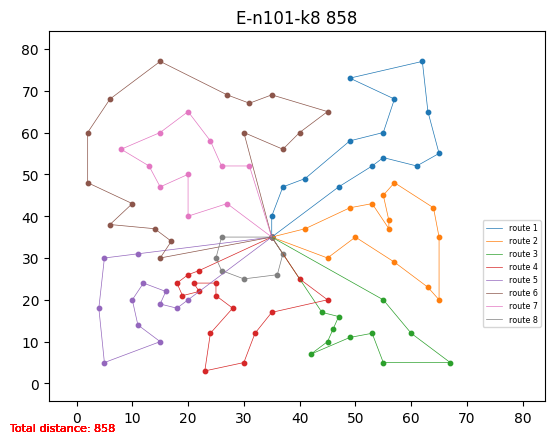 E-n101-k8 858
80
70
60
50
40
30
20
10
0
route 1
route 2
route 3
route 4
route 5
route 6
route 7
route 8
0 10 20 30 40 50 60 70 80
Total distance: 858